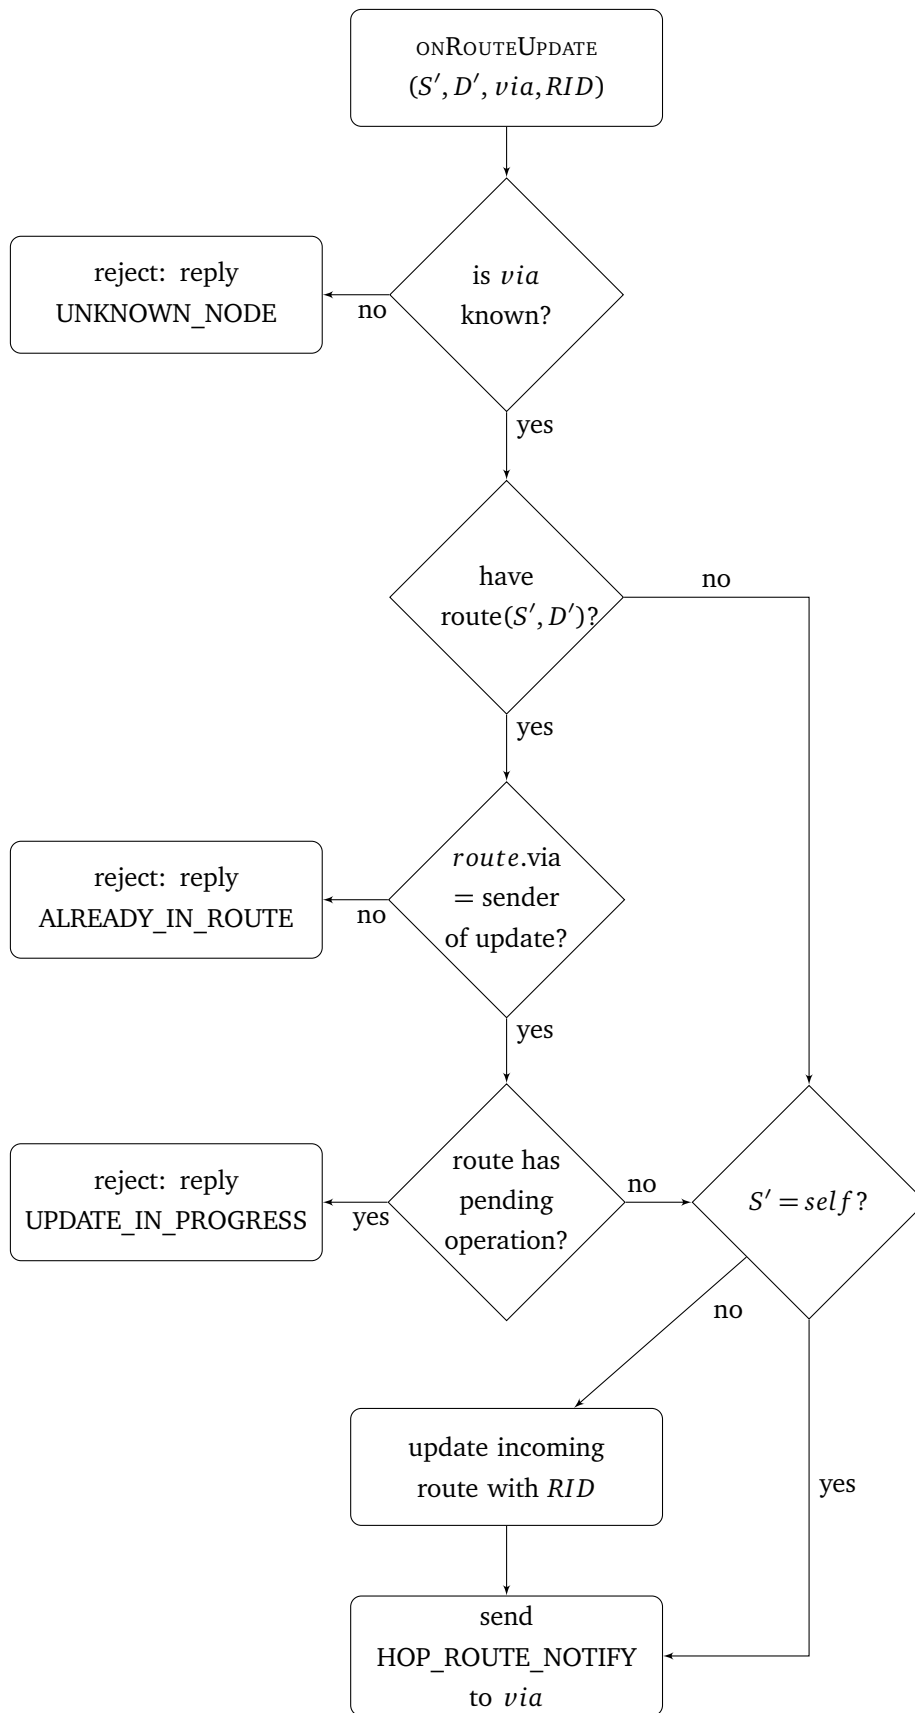 ONROUTEUPDATE
(S′, D′, via, RID)
is via
known?
no
reject: reply
UNKNOWN_NODE
yes
have
route(S′, D′)?
no
yes
route.via
= sender
of update?
no
reject: reply
ALREADY_IN_ROUTE
yes
route has
pending
operation?
yes
reject: reply
UPDATE_IN_PROGRESS
no
S′ = self?
no
update incoming
route with RID
yes
send
HOP_ROUTE_NOTIFY
to via